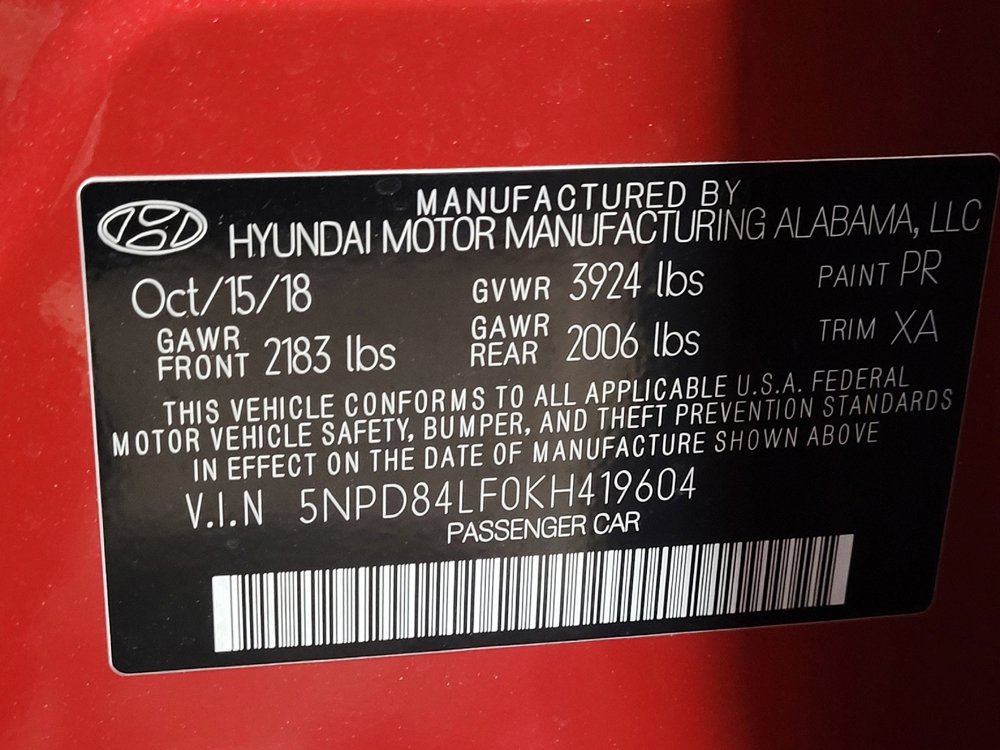 MANUFACTURED BY
HYUNDAI MOTOR MANUFACTURING ALABAMA, LLC
Oct/15/18 GVWR 3924 lbs PAINT PR
GAWR FRONT 2183 lbs GAWR REAR 2006 lbs TRIM XA
THIS VEHICLE CONFORMS TO ALL APPLICABLE U.S.A. FEDERAL
MOTOR VEHICLE SAFETY, BUMPER, AND THEFT PREVENTION STANDARDS
IN EFFECT ON THE DATE OF MANUFACTURE SHOWN ABOVE
V.I.N 5NPD84LF0KH419604
PASSENGER CAR